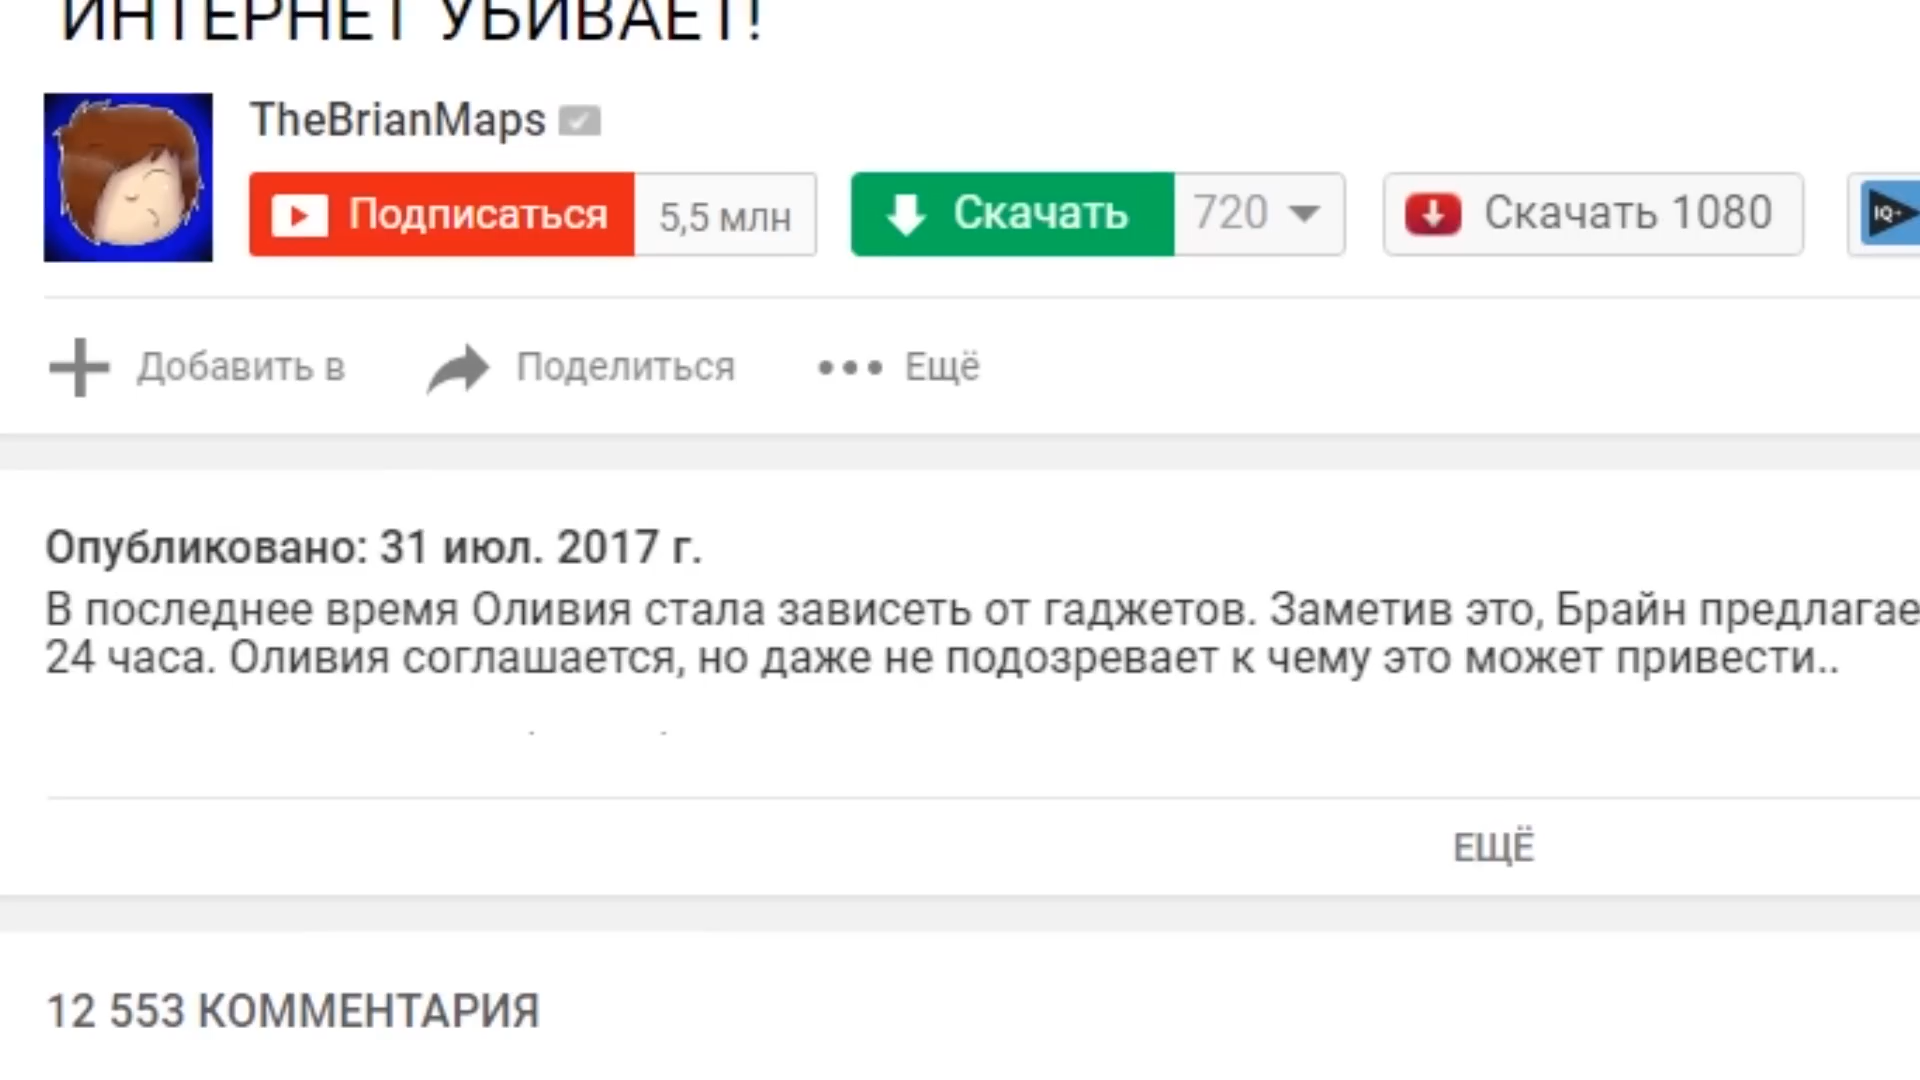 ИНТЕРНЕТ УБИВАЕТ!
TheBrianMaps
Подписаться 5,5 млн Скачать 720 Скачать 1080 IQ+
Добавить в Поделиться Ещё
Опубликовано: 31 июл. 2017 г.
В последнее время Оливия стала зависеть от гаджетов. Заметив это, Брайн предлагае
24 часа. Оливия соглашается, но даже не подозревает к чему это может привести..
ЕЩЁ
12 553 КОММЕНТАРИЯ